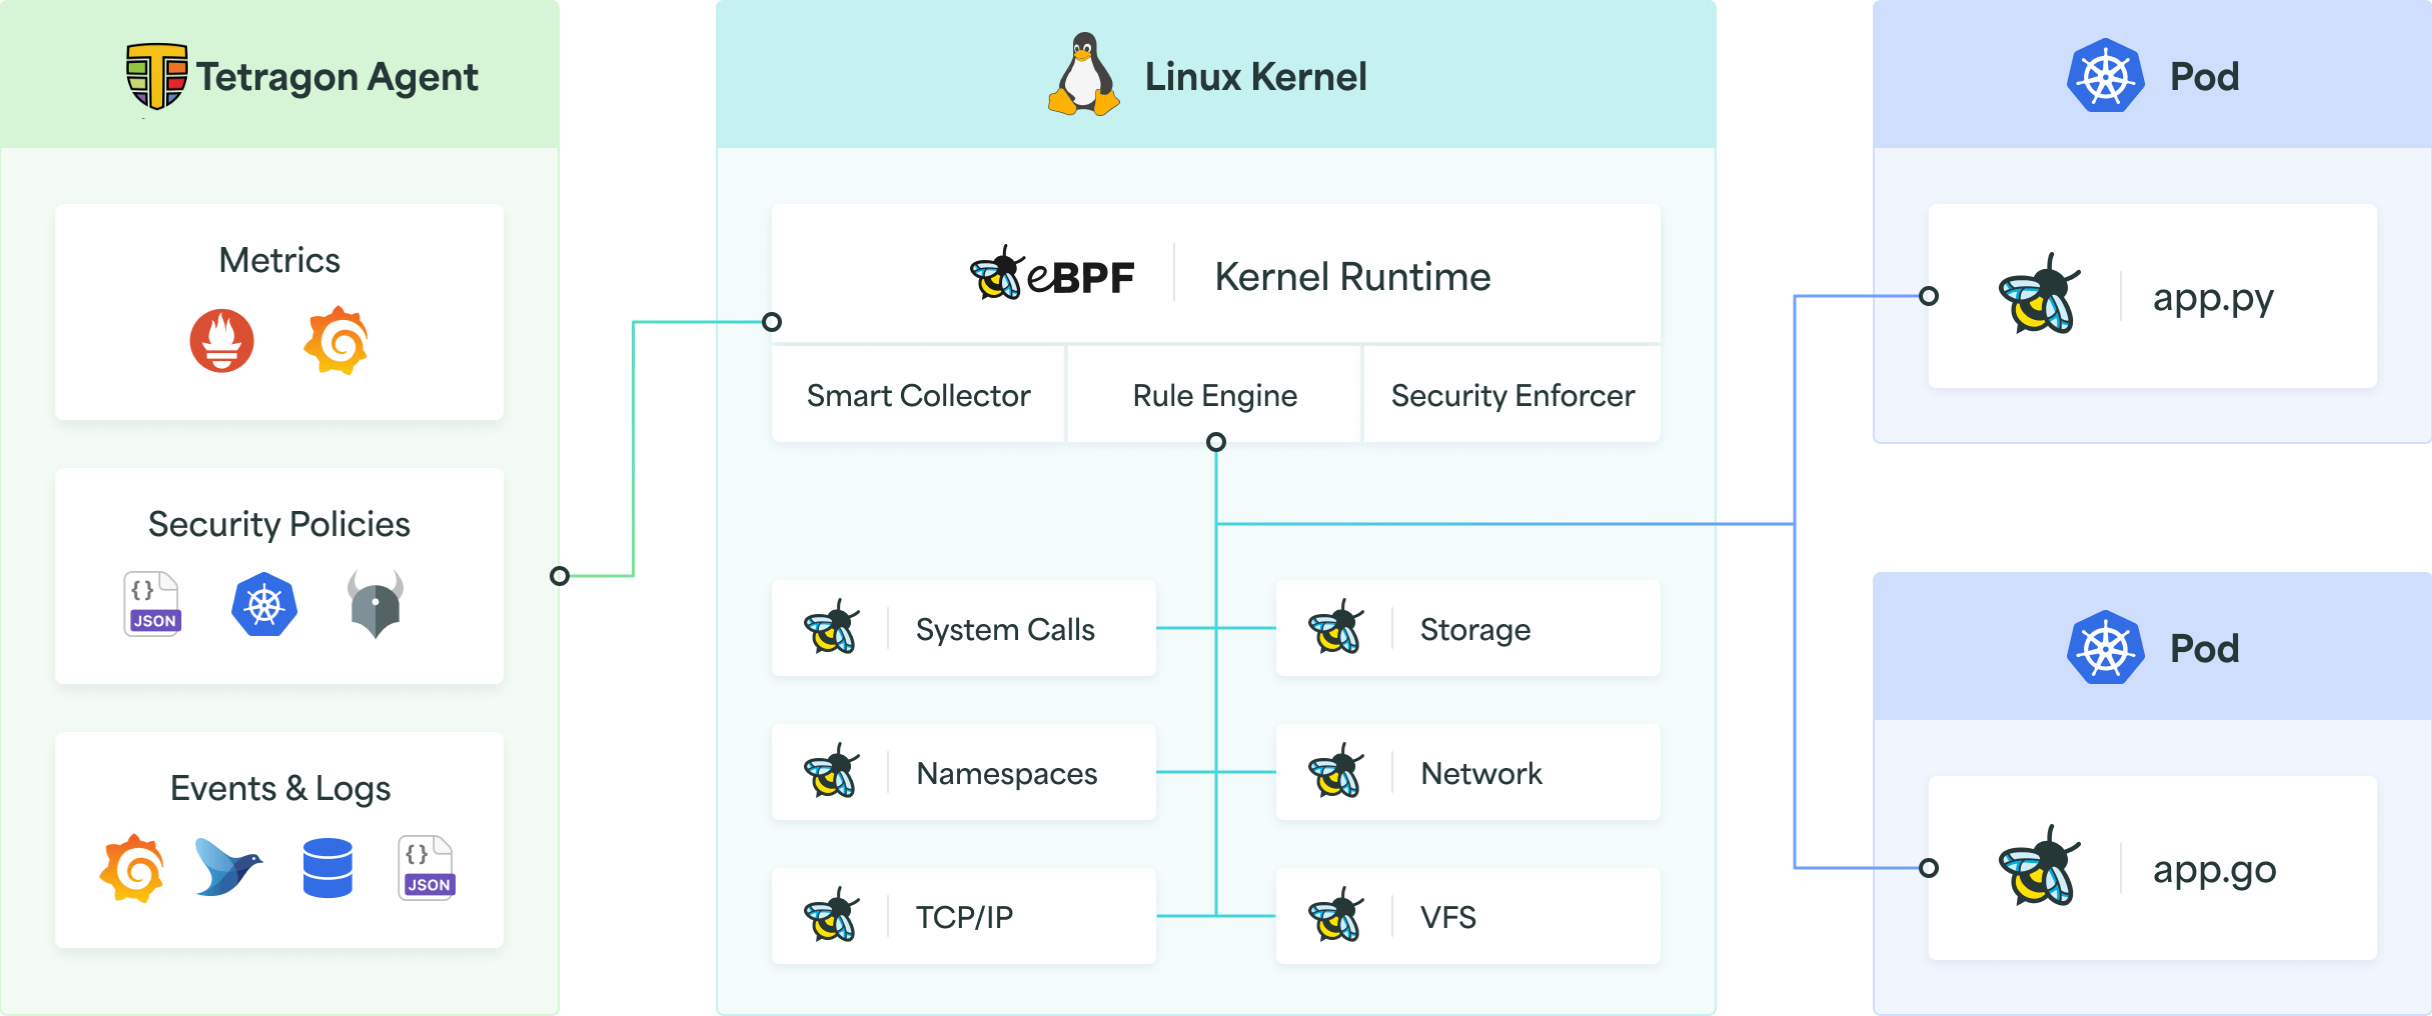 Tetragon Agent
Metrics
Security Policies
{}
JSON
Events & Logs
{}
JSON
Linux Kernel
eBPF
Kernel Runtime
Smart Collector
Rule Engine
Security Enforcer
System Calls
Storage
Namespaces
Network
TCP/IP
VFS
Pod
app.py
Pod
app.go